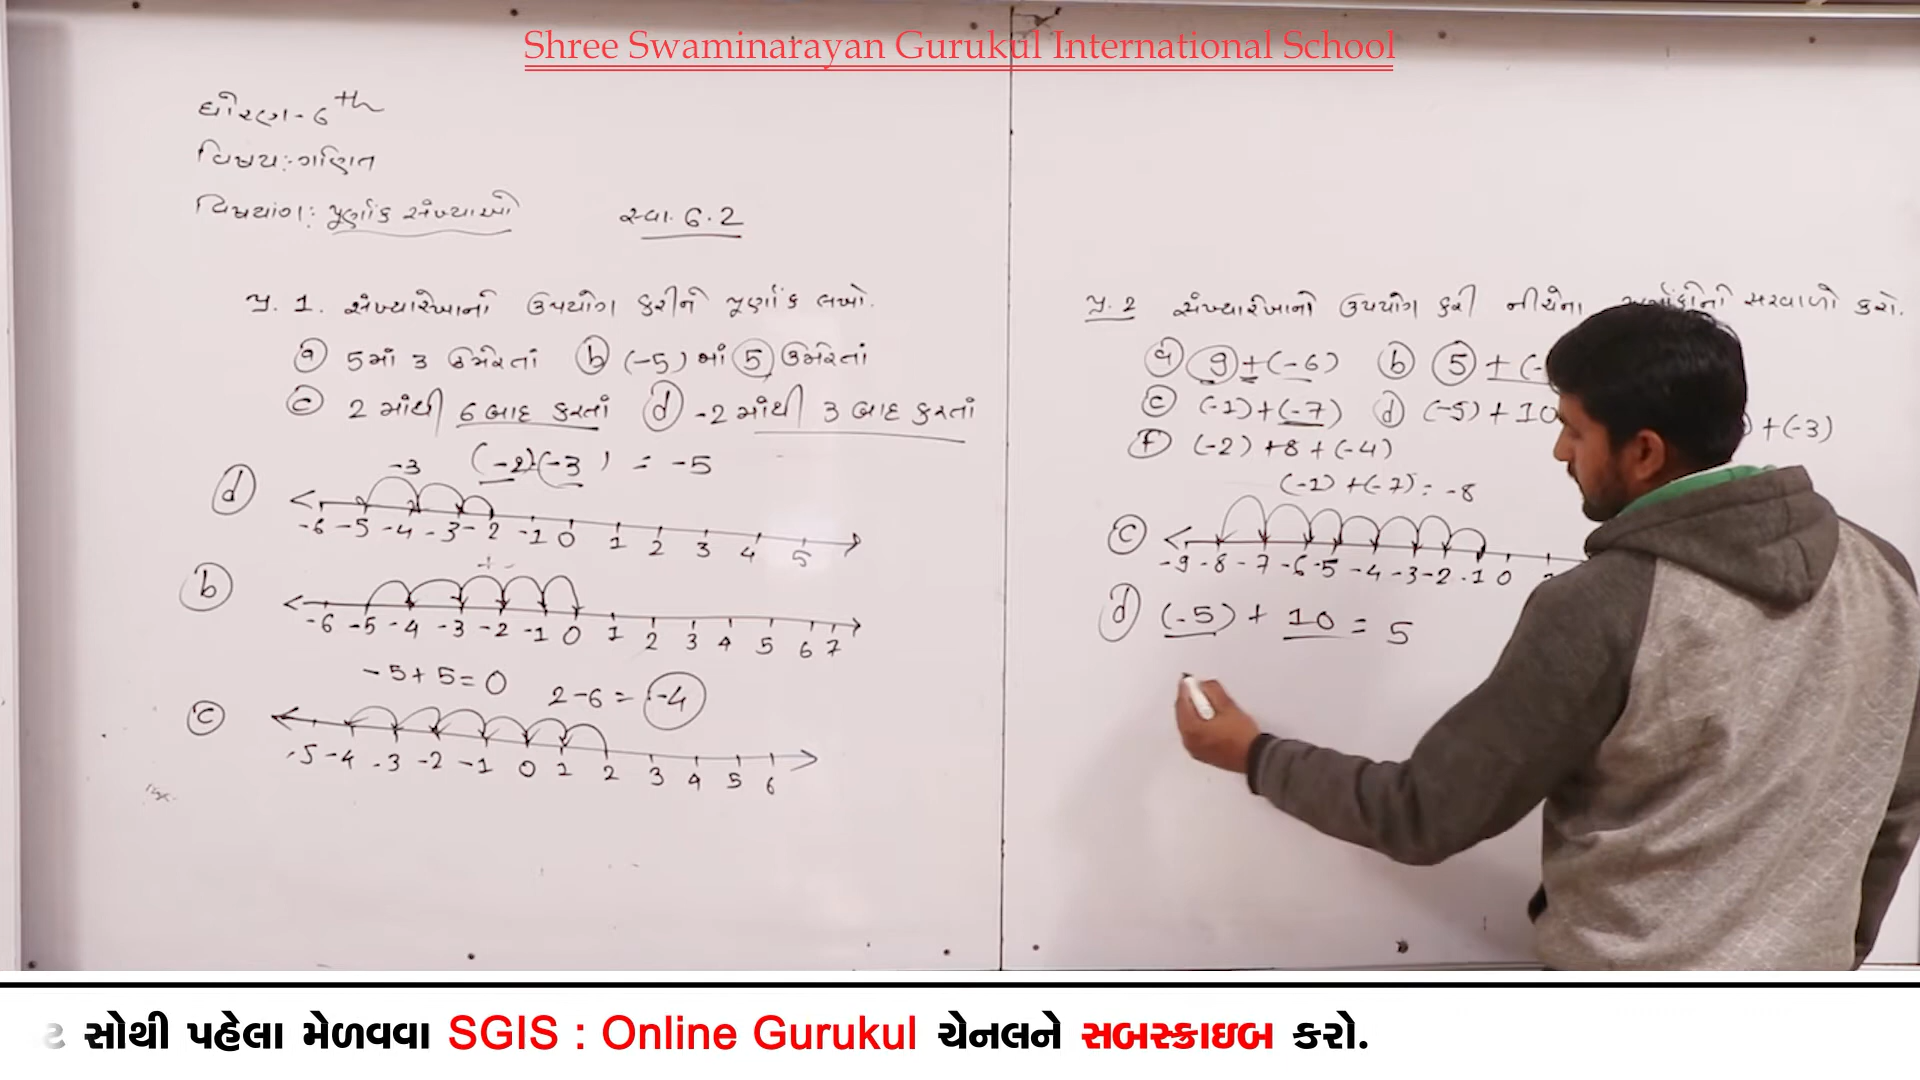 Shree Swaminarayan Gurukul International School
ધોરણ - 6th
વિષય : ગણિત
વિષયાંગ : પૂર્ણાંક સંખ્યાઓ સ્વા. 6.2
પ્ર. 1. સંખ્યારેખાનો ઉપયોગ કરીને પૂર્ણાંક લખો.
(a) 5માં 3 ઉમેરતાં (b) (-5) માં 5 ઉમેરતાં
(c) 2 માંથી 6 બાદ કરતાં (d) -2 માંથી 3 બાદ કરતાં
(-2)(-3) = -5
-3
(d)
-6 -5 -4 -3 -2 -1 0 1 2 3 4 5
(b)
-6 -5 -4 -3 -2 -1 0 1 2 3 4 5 6 7
-5+5=0 2-6=-4
(c)
-5 -4 -3 -2 -1 0 1 2 3 4 5 6
પ્ર. 2 સંખ્યારેખાનો ઉપયોગ કરી નીચેના સરવાળો કરો.
(a) 9+(-6) (b) 5+(-
(c) (-1)+(-7) (d) (-5)+10
+(-3)
(f) (-2)+8+(-4)
(-1)+(-7)=-8
(c)
-9 -8 -7 -6 -5 -4 -3 -2 -1 0
(d) (-5) + 10 = 5
સોથી પહેલા મેળવવા SGIS : Online Gurukul ચેનલને સબસ્ક્રાઇબ કરો.